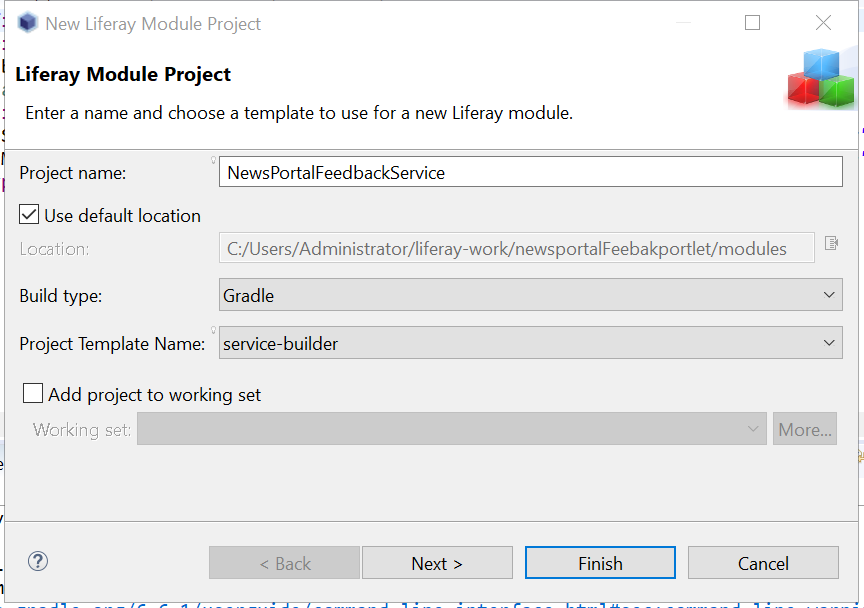 New Liferay Module Project
Liferay Module Project
Enter a name and choose a template to use for a new Liferay module.
Project name: NewsPortalFeedbackService
Use default location
Location: C:/Users/Administrator/liferay-work/newsportalFeebakportlet/modules
Build type: Gradle
Project Template Name: service-builder
Add project to working set
Working set: More...
< Back Next > Finish Cancel